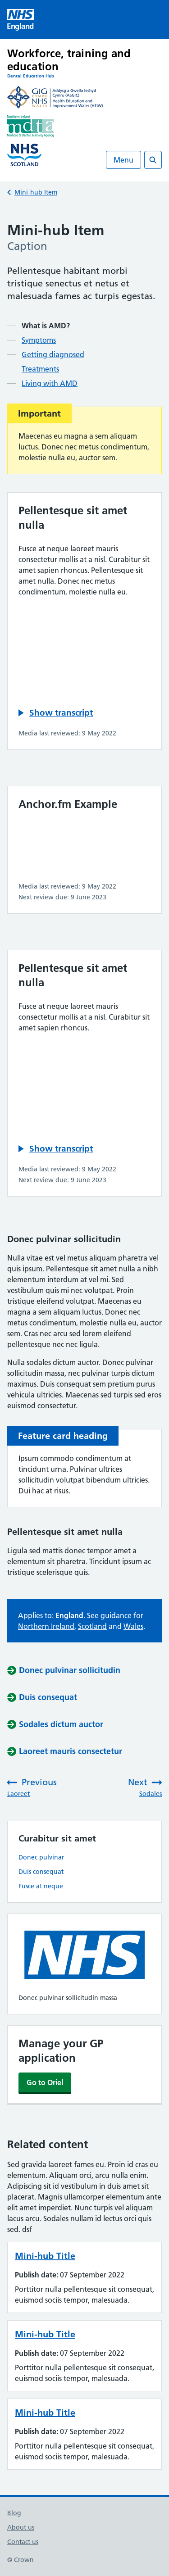 NHS
England
Workforce, training and
education
Dental Education Hub
GIG
CYMRU
NHS
WALES
Addysg a Gwella Iechyd
Cymru (AaGIC)
Health Education and
Improvement Wales (HEIW)
NHS
SCOTLAND
Menu
Mini-hub Item
Mini-hub Item
Caption
Pellentesque habitant morbi
tristique senectus et netus et
malesuada fames ac turpis egestas.
— What is AMD?
— Symptoms
— Getting diagnosed
— Treatments
— Living with AMD
Important
Maecenas eu magna a sem aliquam
luctus. Donec nec metus condimentum,
molestie nulla eu, auctor sem.
Pellentesque sit amet
nulla
Fusce at neque laoreet mauris
consectetur mollis at a nisl. Curabitur sit
amet sapien rhoncus. Pellentesque sit
amet nulla. Donec nec metus
condimentum, molestie nulla eu.
Show transcript
Media last reviewed: 9 May 2022
Anchor.fm Example
Media last reviewed: 9 May 2022
Next review due: 9 June 2023
Pellentesque sit amet
nulla
Fusce at neque laoreet mauris
consectetur mollis at a nisl. Curabitur sit
amet sapien rhoncus.
Show transcript
Media last reviewed: 9 May 2022
Next review due: 9 June 2023
Donec pulvinar sollicitudin
Nulla vitae est vel metus aliquam pharetra vel
quis ipsum. Pellentesque sit amet nulla a nibh
elementum interdum at vel mi. Sed
vestibulum quis mi nec volutpat. Proin
tristique eleifend volutpat. Maecenas eu
magna a sem aliquam luctus. Donec nec
metus condimentum, molestie nulla eu, auctor
sem. Cras nec arcu sed lorem eleifend
pellentesque nec nec ligula.
Nulla sodales dictum auctor. Donec pulvinar
sollicitudin massa, nec pulvinar turpis dictum
maximus. Duis consequat sem pretium purus
vehicula ultricies. Maecenas sed turpis sed eros
euismod consectetur.
Feature card heading
Ipsum commodo condimentum at
tincidunt urna. Pulvinar ultrices
sollicitudin volutpat bibendum ultricies.
Dui hac at risus.
Pellentesque sit amet nulla
Ligula sed mattis donec tempor amet a
condimentum sit pharetra. Tincidunt ipsum ac
tristique scelerisque quis.
Applies to: England. See guidance for
Northern Ireland, Scotland and Wales.
Donec pulvinar sollicitudin
Duis consequat
Sodales dictum auctor
Laoreet mauris consectetur
Previous
Laoreet
Next
Sodales
Curabitur sit amet
Donec pulvinar
Duis consequat
Fusce at neque
NHS
Donec pulvinar sollicitudin massa
Manage your GP
application
Go to Oriel
Related content
Sed gravida laoreet fames eu. Proin id cras eu
elementum. Aliquam orci, arcu nulla enim.
Adipiscing sit id vestibulum in duis sit amet
placerat. Magnis ullamcorper elementum ante
et elit imperdiet. Nunc turpis vel aliquam
lacus arcu. Sodales nullam id lectus orci quis
sed. dsf
Mini-hub Title
Publish date: 07 September 2022
Porttitor nulla pellentesque sit consequat,
euismod sociis tempor, malesuada.
Mini-hub Title
Publish date: 07 September 2022
Porttitor nulla pellentesque sit consequat,
euismod sociis tempor, malesuada.
Mini-hub Title
Publish date: 07 September 2022
Porttitor nulla pellentesque sit consequat,
euismod sociis tempor, malesuada.
Blog
About us
Contact us
© Crown